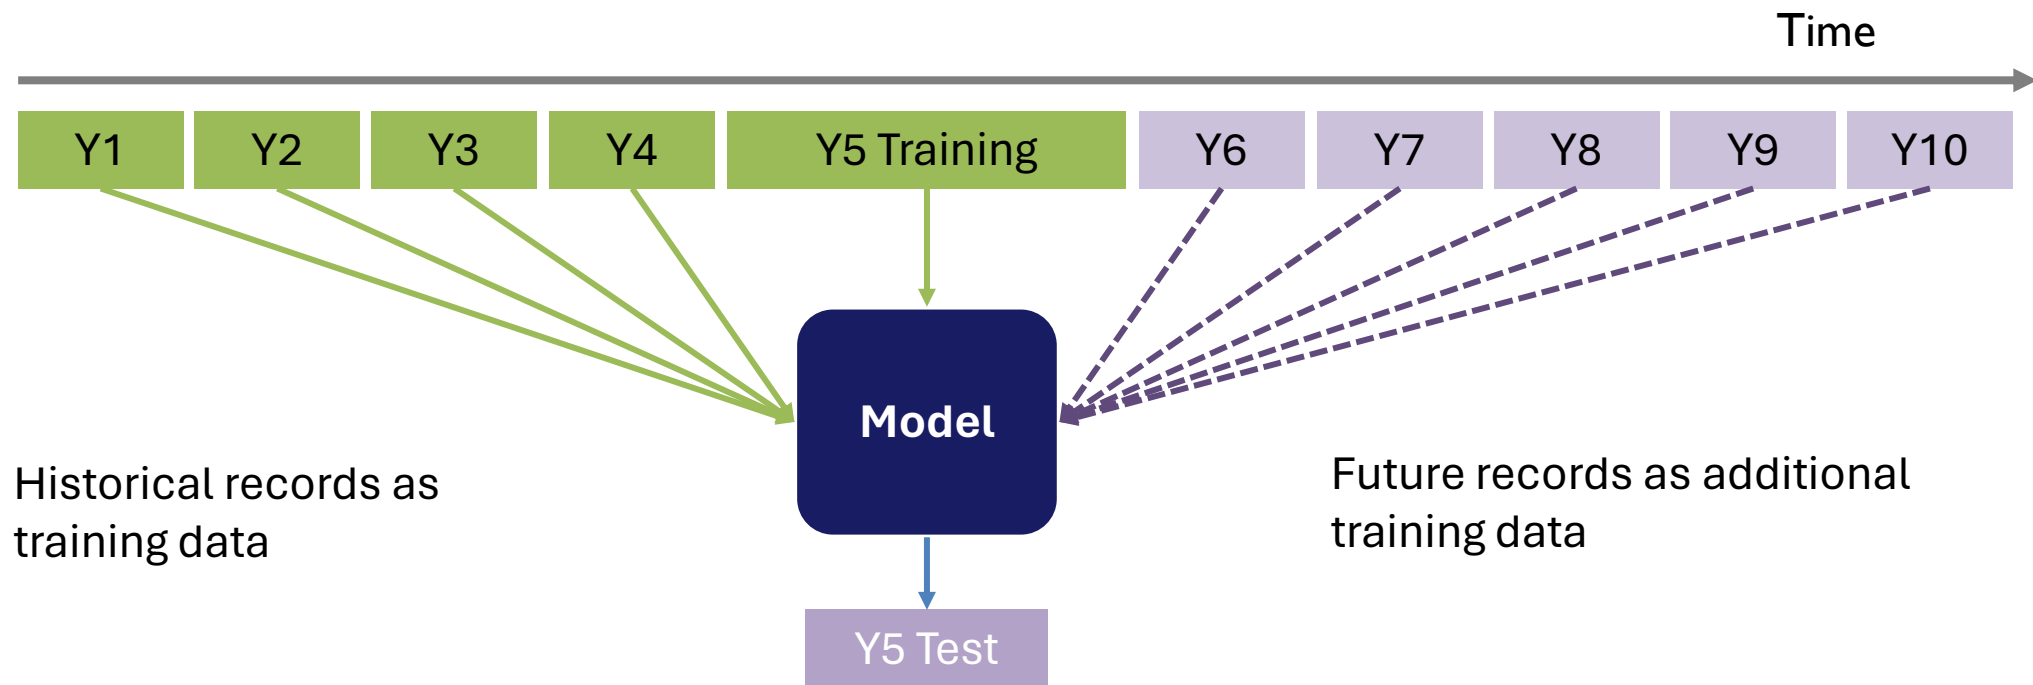 Time
Y1
Y2
Y3
Y4
Y5 Training
Y6
Y7
Y8
Y9
Y10
Model
Historical records as
training data
Future records as additional
training data
Y5 Test